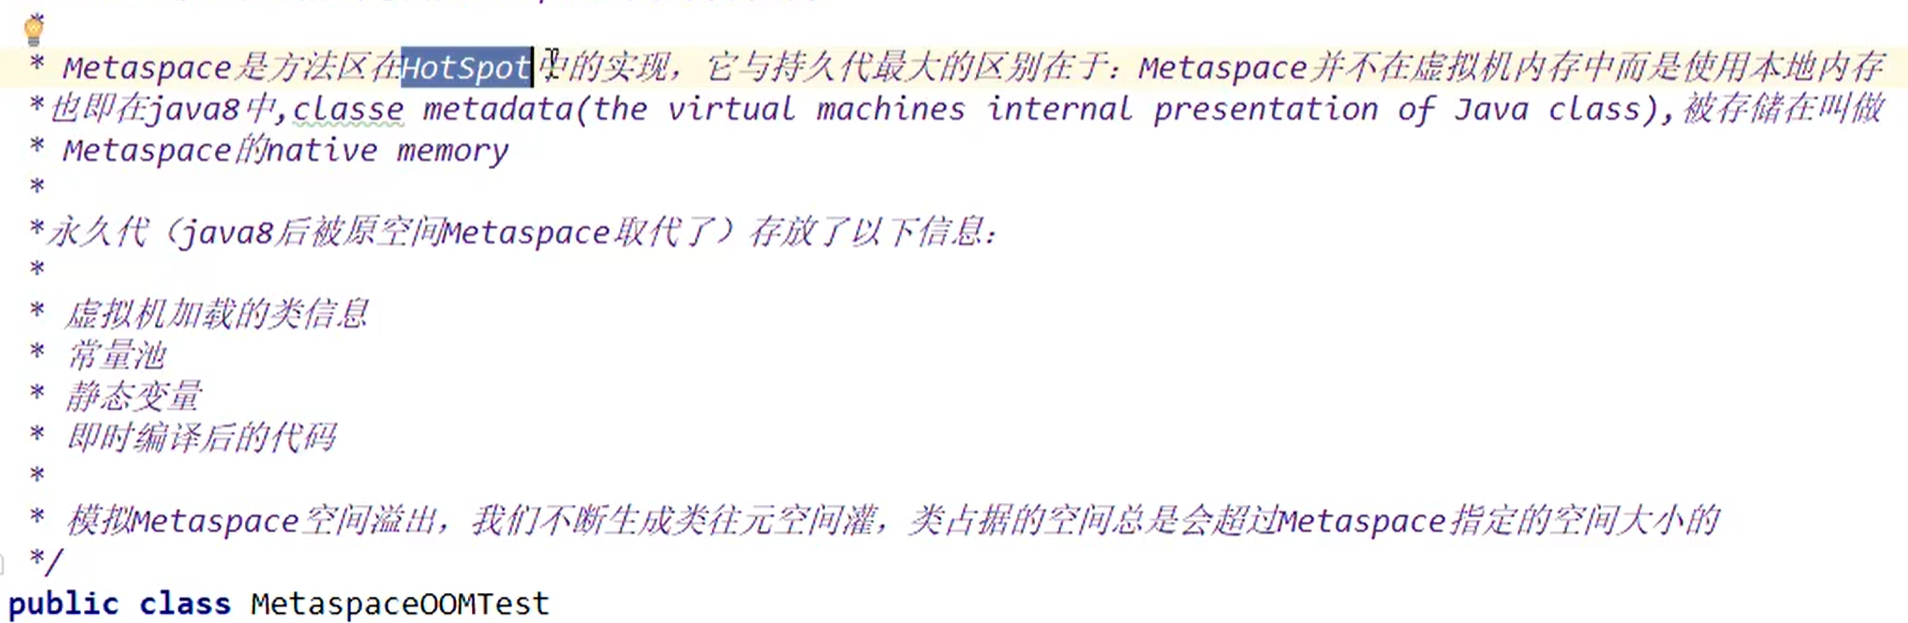 *
* Metaspace是方法区在HotSpot中的实现，它与持久代最大的区别在于：Metaspace并不在虚拟机内存中而是使用本地内存
*也即在java8中,classe metadata(the virtual machines internal presentation of Java class),被存储在叫做
* Metaspace的native memory
*
*永久代（java8后被原空间Metaspace取代了）存放了以下信息：
*
* 虚拟机加载的类信息
* 常量池
* 静态变量
* 即时编译后的代码
*
* 模拟Metaspace空间溢出，我们不断生成类往元空间灌，类占据的空间总是会超过Metaspace指定的空间大小的
*/
public class MetaspaceOOMTest